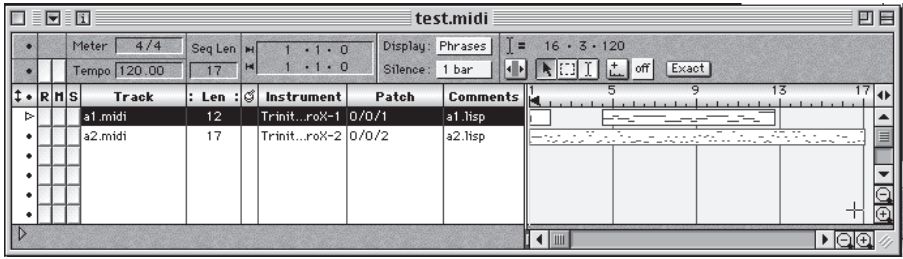 test.midi
Meter 4/4 Seq Len 1 · 1 · 0 Display: Phrases = 16 · 3 · 120
Tempo 120.00 17 1 · 1 · 0 Silence: 1 bar off Exact
R M S Track : Len : Instrument Patch Comments 1 5 9 13 17
a1.midi 12 Trinit...roX-1 0/0/1 a1.lisp
a2.midi 17 Trinit...roX-2 0/0/2 a2.lisp